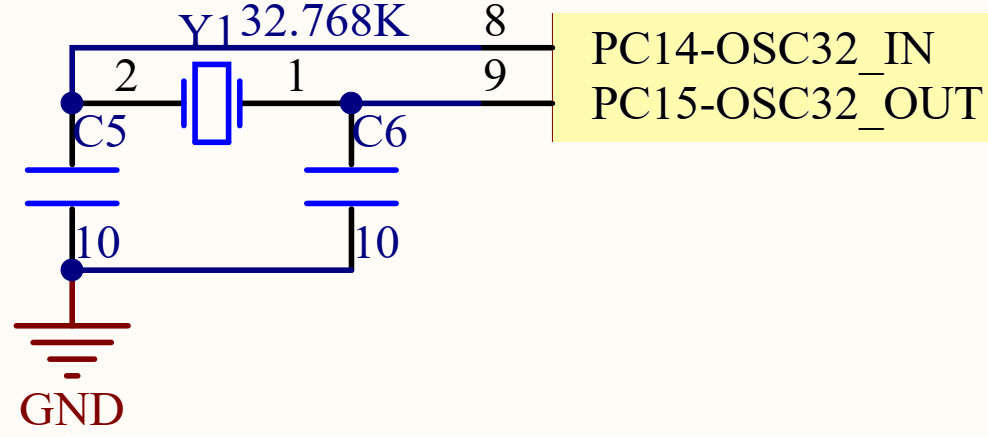 Y1 32.768K
8
PC14-OSC32_IN
2
1
9
PC15-OSC32_OUT
C5
C6
10
10
GND